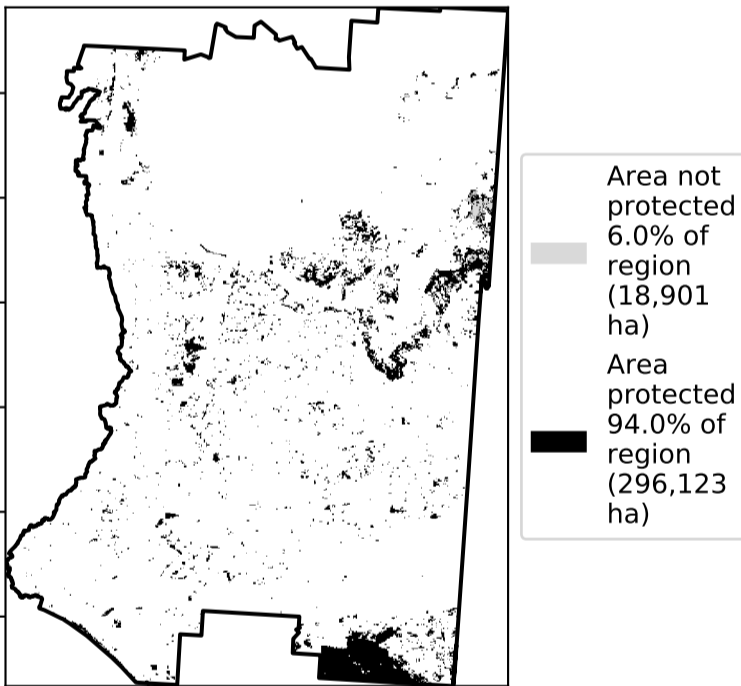 Area not
protected
6.0% of
region
(18,901
ha)
Area
protected
94.0% of
region
(296,123
ha)